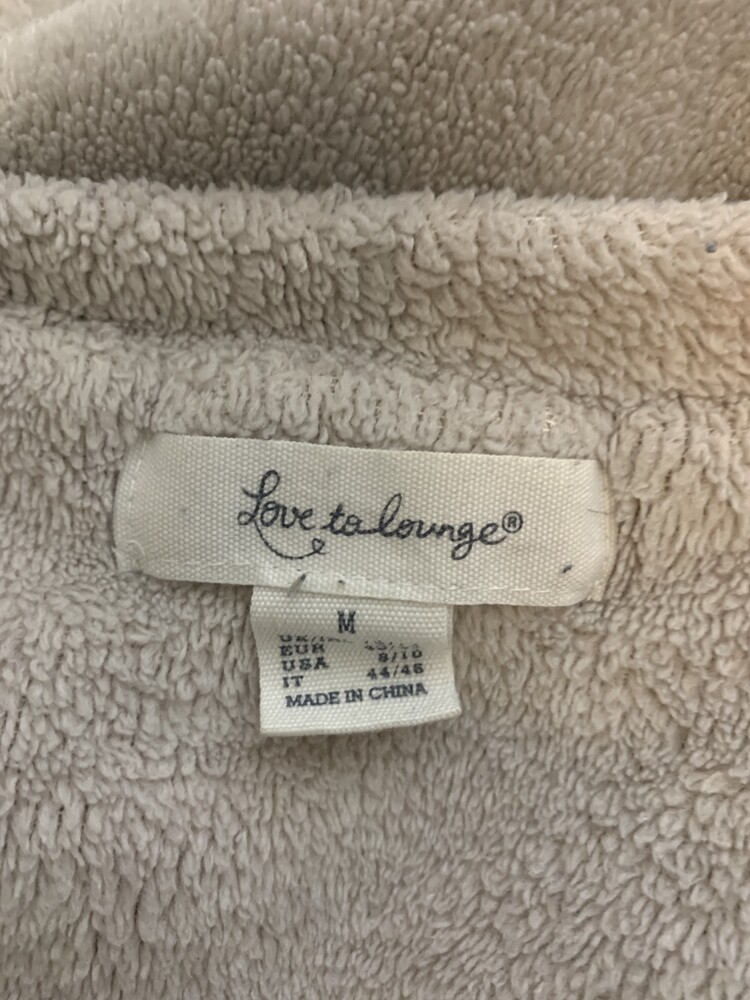 Love to lounge®
M
EUR
USA 8/10
IT 44/46
MADE IN CHINA